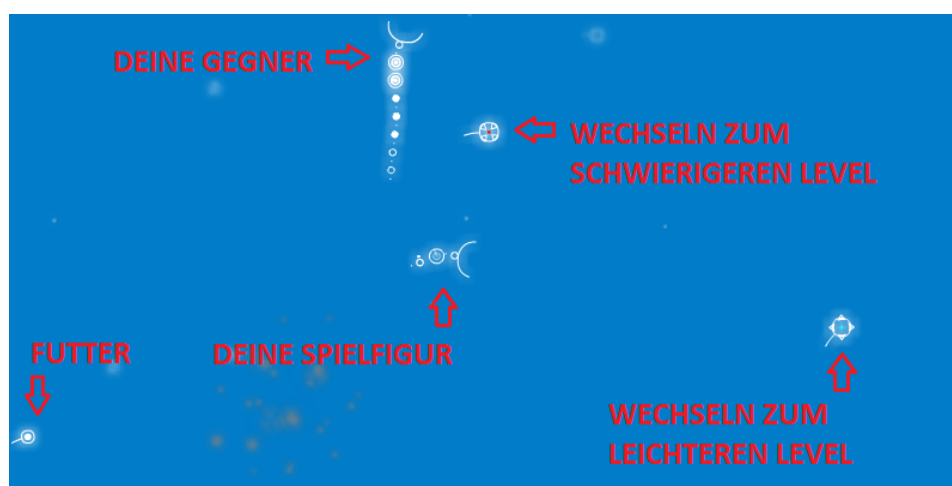 DEINE GEGNER
WECHSELN ZUM
SCHWIERIGEREN LEVEL
FUTTER
DEINE SPIELFIGUR
WECHSELN ZUM
LEICHTEREN LEVEL